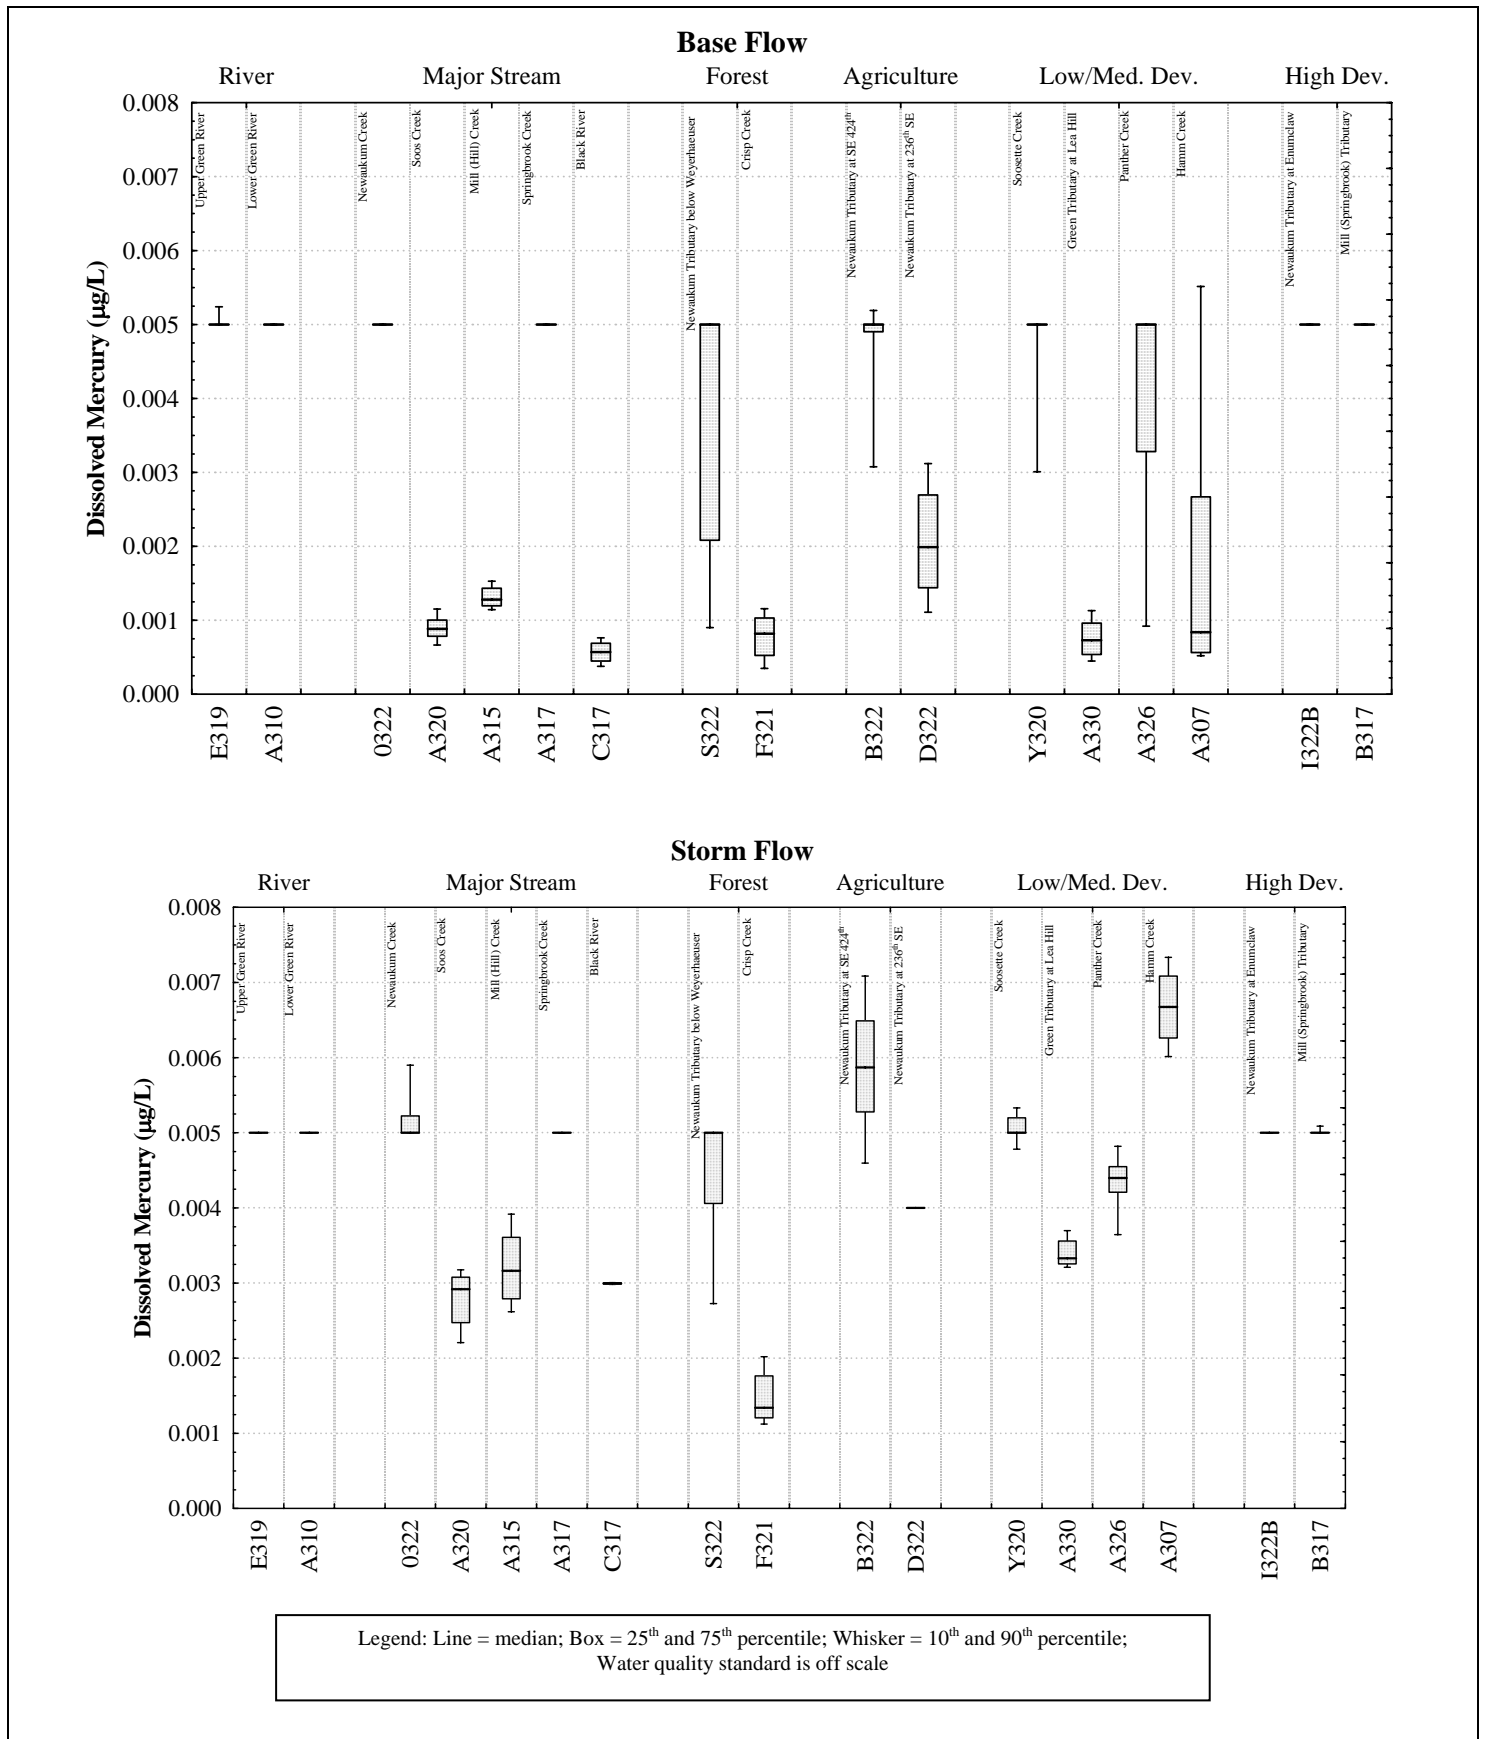 Base Flow
River Major Stream Forest Agriculture Low/Med. Dev. High Dev.
Dissolved Mercury (µg/L)
0.008
0.007
0.006
0.005
0.004
0.003
0.002
0.001
0.000
Upper Green River
Lower Green River
Newaukum Creek
Soos Creek
Mill (Hill) Creek
Springbrook Creek
Black River
Newaukum Tributary below Weyerhaeuser
Crisp Creek
Newaukum Tributary at SE 424th
Newaukum Tributary at 236th SE
Soosette Creek
Green Tributary at Lea Hill
Panther Creek
Hamm Creek
Newaukum Tributary at Enumclaw
Mill (Springbrook) Tributary
E319 A310 0322 A320 A315 A317 C317 S322 F321 B322 D322 Y320 A330 A326 A307 I322B B317
Storm Flow
River Major Stream Forest Agriculture Low/Med. Dev. High Dev.
Dissolved Mercury (µg/L)
0.008
0.007
0.006
0.005
0.004
0.003
0.002
0.001
0.000
Upper Green River
Lower Green River
Newaukum Creek
Soos Creek
Mill (Hill) Creek
Springbrook Creek
Black River
Newaukum Tributary below Weyerhaeuser
Crisp Creek
Newaukum Tributary at SE 424th
Newaukum Tributary at 236th SE
Soosette Creek
Green Tributary at Lea Hill
Panther Creek
Hamm Creek
Newaukum Tributary at Enumclaw
Mill (Springbrook) Tributary
E319 A310 0322 A320 A315 A317 C317 S322 F321 B322 D322 Y320 A330 A326 A307 I322B B317
Legend: Line = median; Box = 25th and 75th percentile; Whisker = 10th and 90th percentile;
Water quality standard is off scale